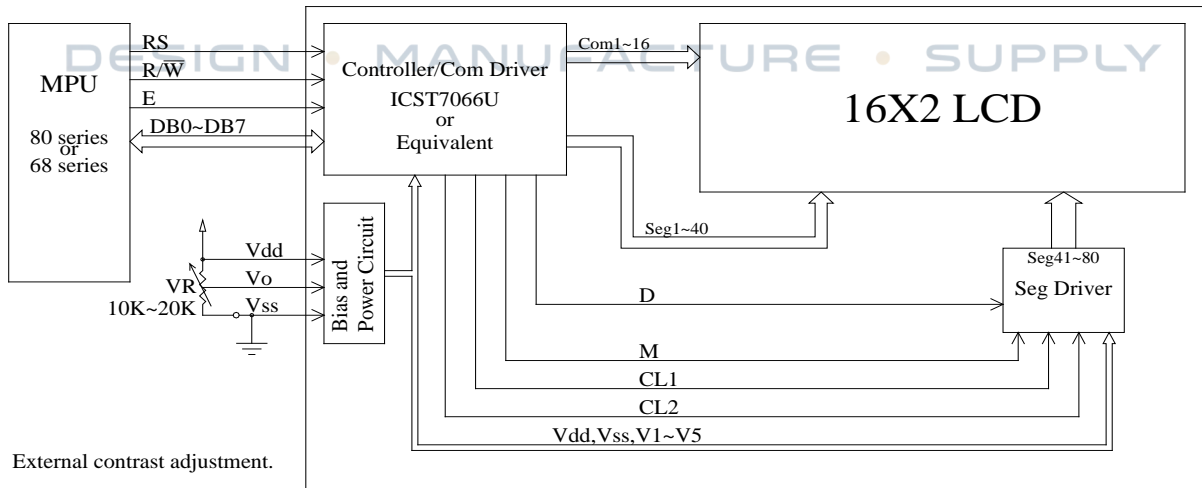 DESIGN • MANUFACTURE • SUPPLY
MPU
80 series
or
68 series
RS
R/W̅
E
DB0~DB7
Controller/Com Driver
ICST7066U
or
Equivalent
Com1~16
16X2 LCD
Seg1~40
Seg41~80
Seg Driver
Vdd
Vo
Vss
VR
10K~20K
Bias and
Power Circuit
D
M
CL1
CL2
Vdd,Vss,V1~V5
External contrast adjustment.